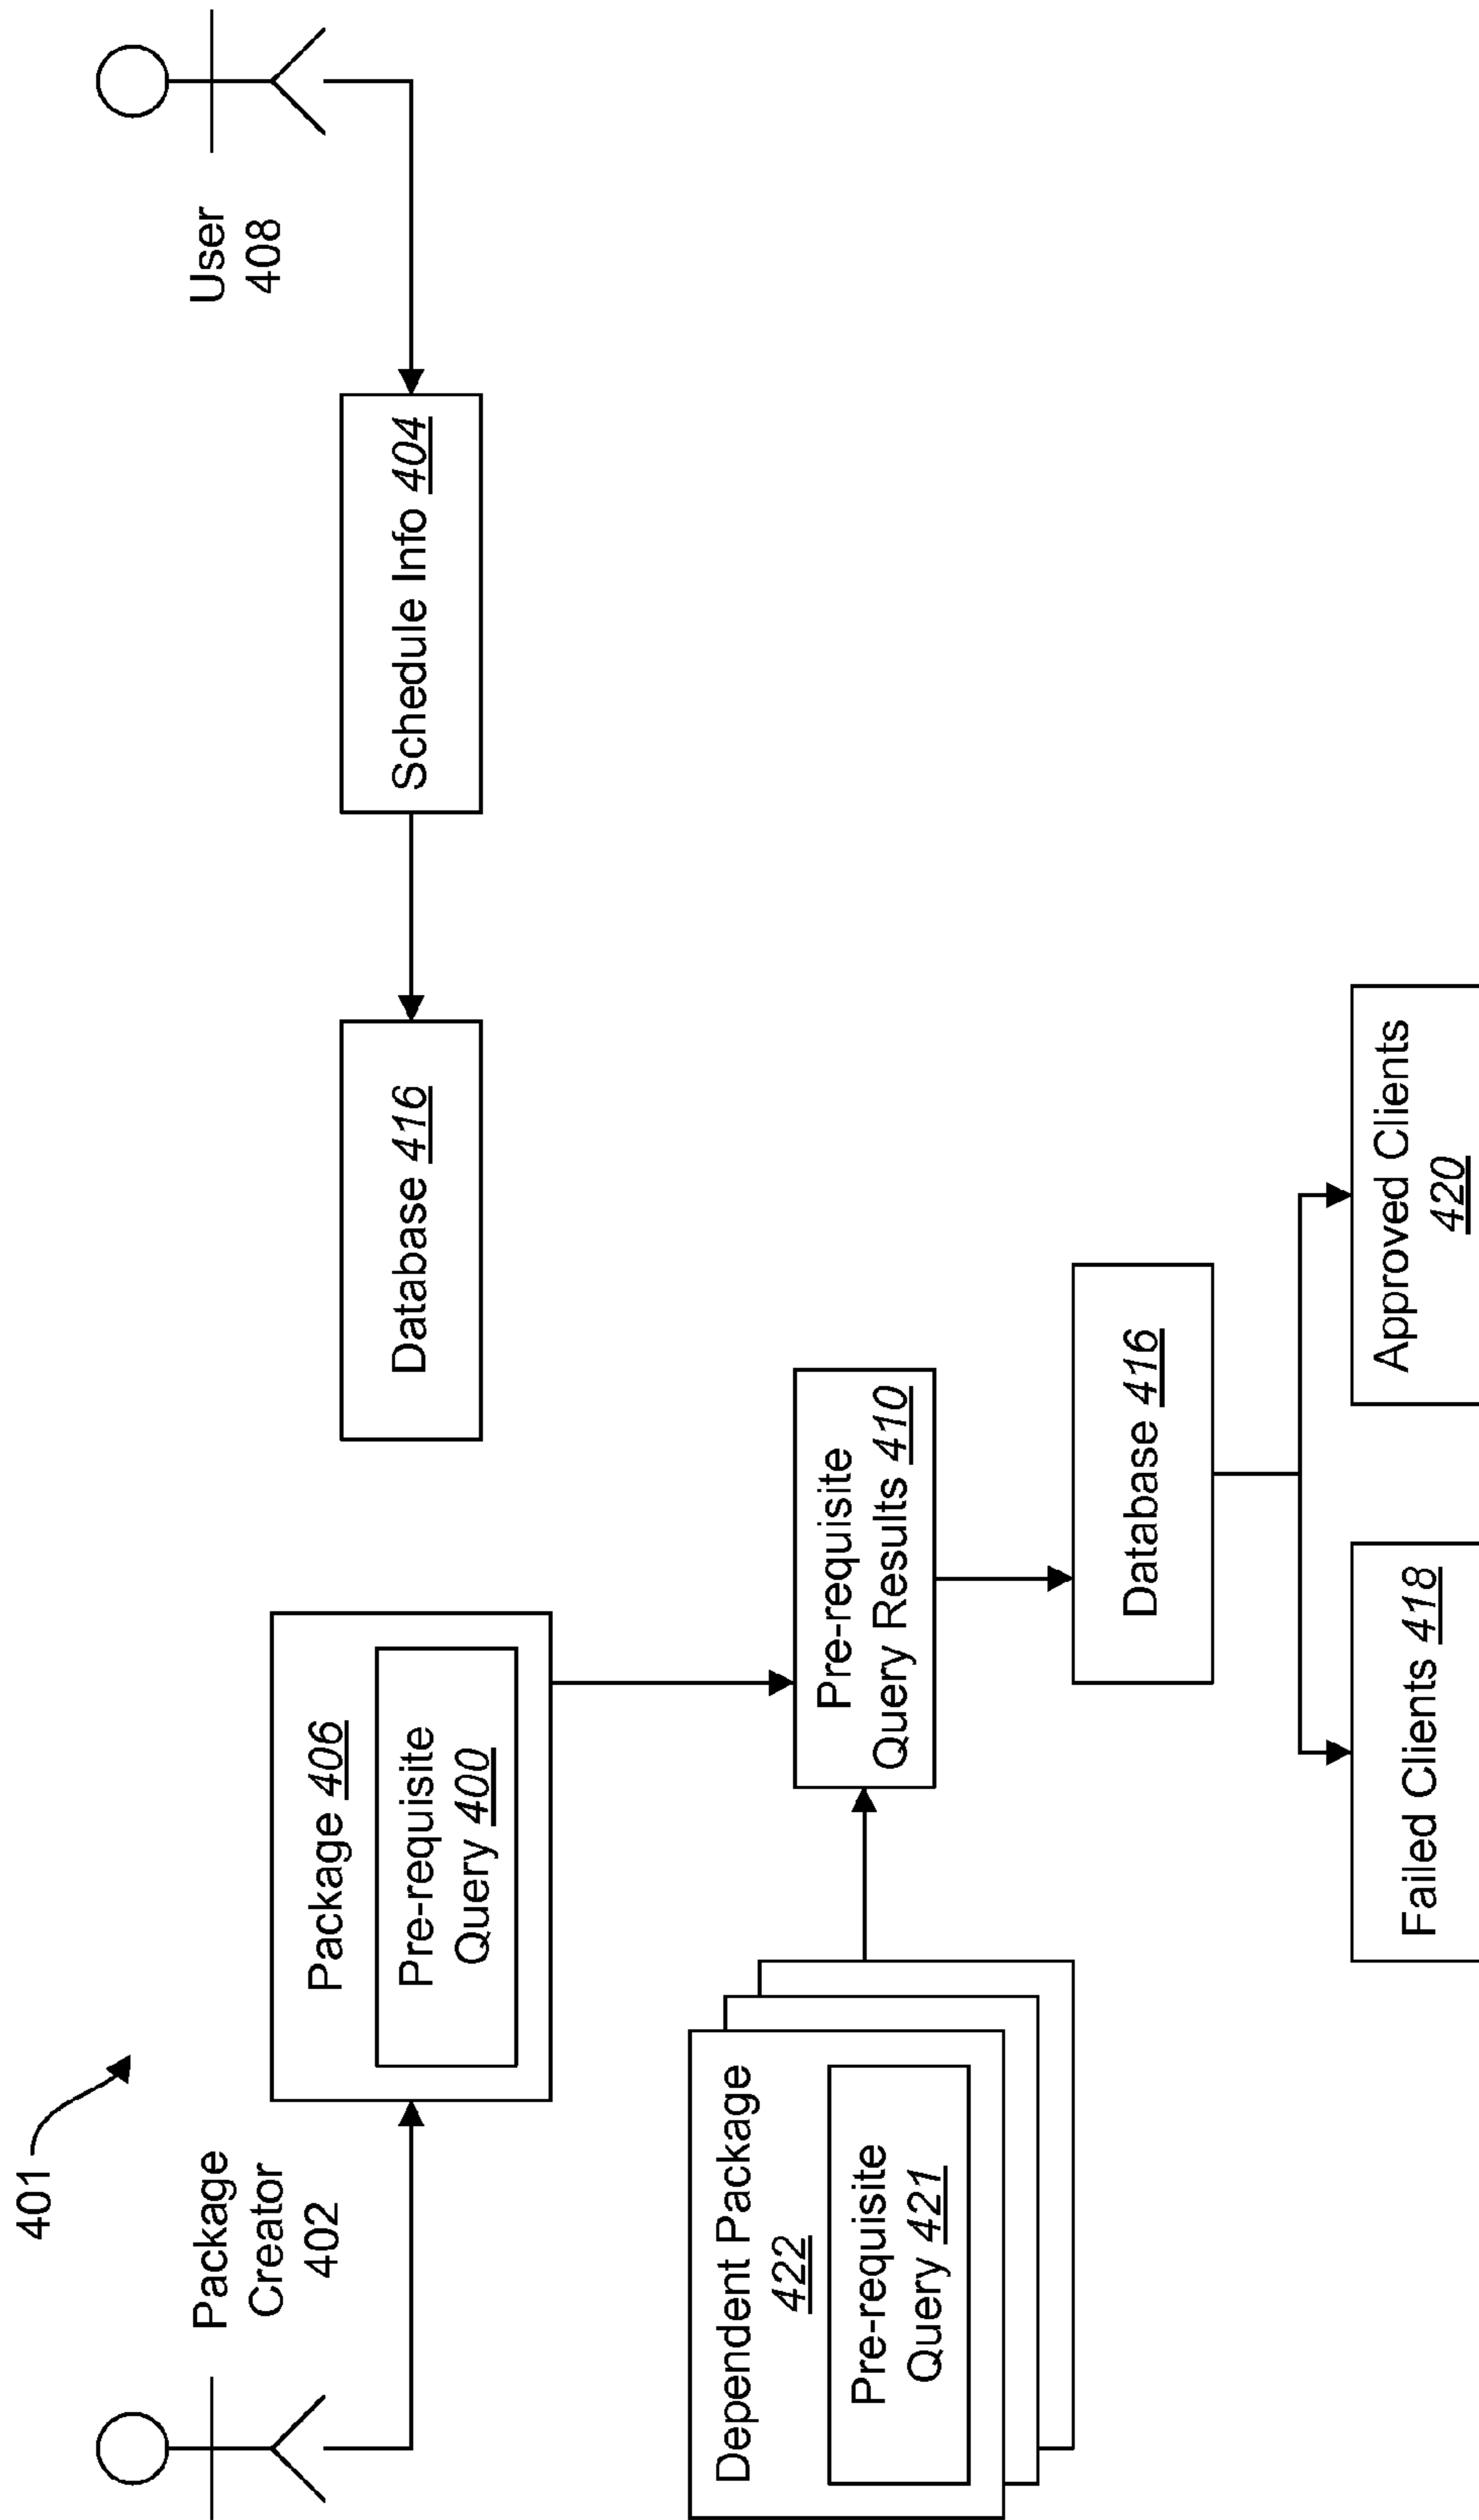 401
Package
Creator
402
User
408
Package 406
Pre-requisite
Query 400
Database 416
Schedule Info 404
Dependent Package
422
Pre-requisite
Query 421
Pre-requisite
Query Results 410
Database 416
Failed Clients 418
Approved Clients
420